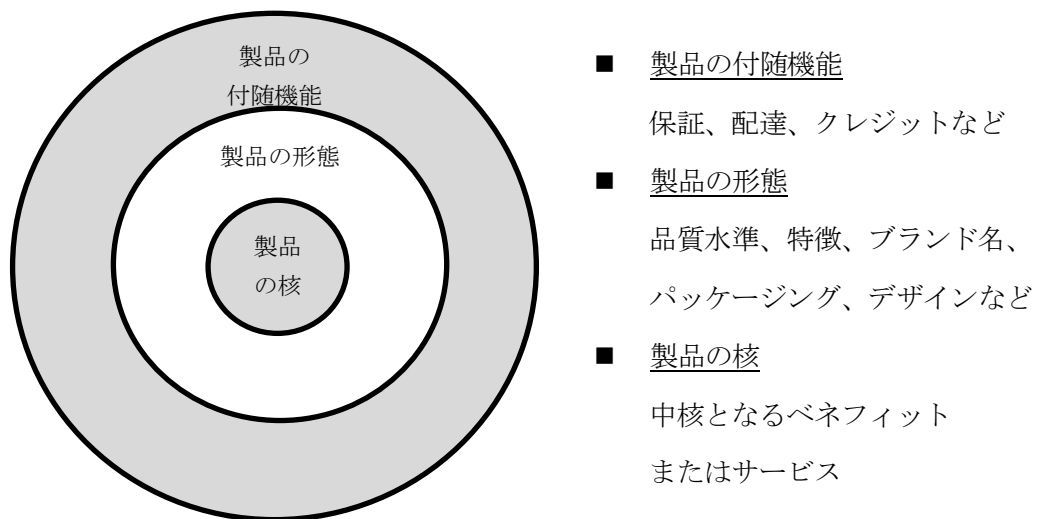 製品の
付随機能
製品の形態
製品
の核
■ 製品の付随機能
保証、配達、クレジットなど
■ 製品の形態
品質水準、特徴、ブランド名、
パッケージング、デザインなど
■ 製品の核
中核となるベネフィット
またはサービス